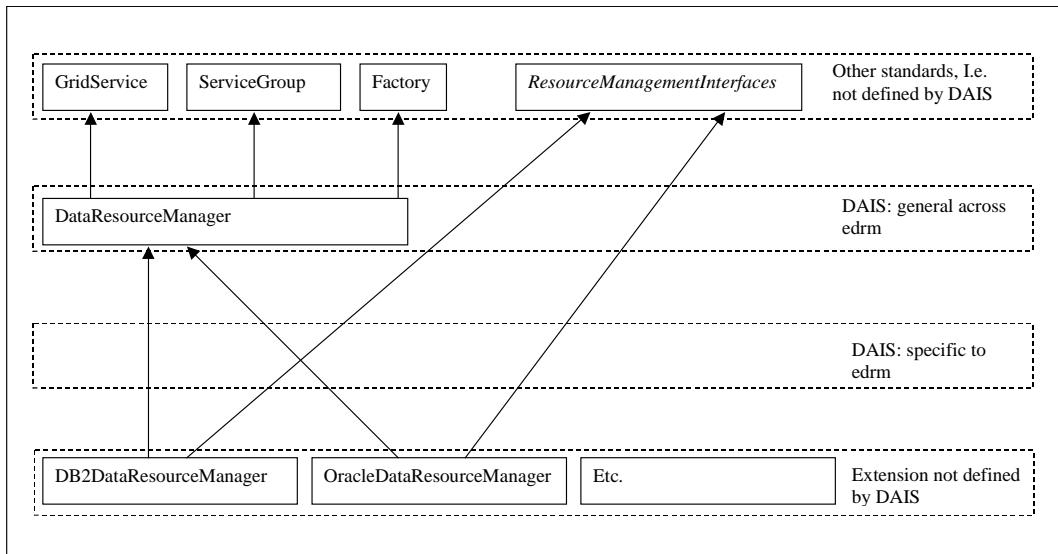 GridService
ServiceGroup
Factory
ResourceManagementInterfaces
Other standards, I.e.
not defined by DAIS
DataResourceManager
DAIS: general across
edrm
DAIS: specific to
edrm
DB2DataResourceManager
OracleDataResourceManager
Etc.
Extension not defined
by DAIS